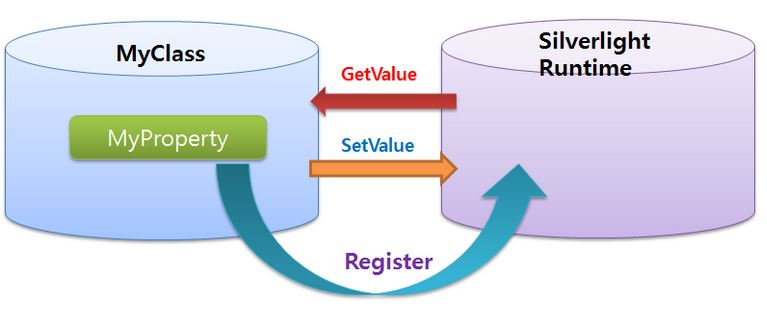 MyClass
Silverlight
Runtime
GetValue
MyProperty
SetValue
Register